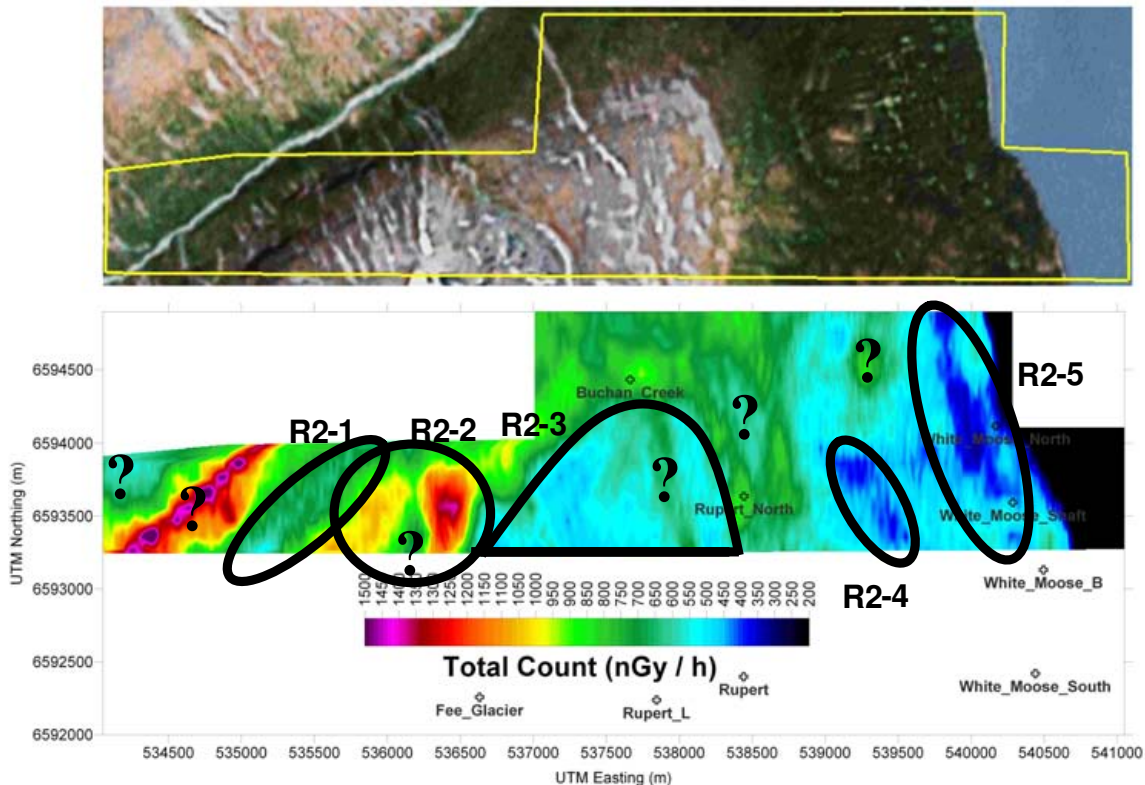 6594500
6594000
6593500
6593000
6592500
6592000
UTM Northing (m)
R2-1
R2-2
R2-3
R2-4
R2-5
?
?
?
?
?
?
Buchan_Creek
Rupert_North
White_Moose_North
White_Moose_Shaft
White_Moose_B
White_Moose_South
Rupert
Rupert_L
Fee_Glacier
1500 1450 1400 1350 1300 1250 1200 1150 1100 1050 1000 950 900 850 800 750 700 650 600 550 500 450 400 350 300 250 200
Total Count (nGy / h)
534500 535000 535500 536000 536500 537000 537500 538000 538500 539000 539500 540000 540500 541000
UTM Easting (m)